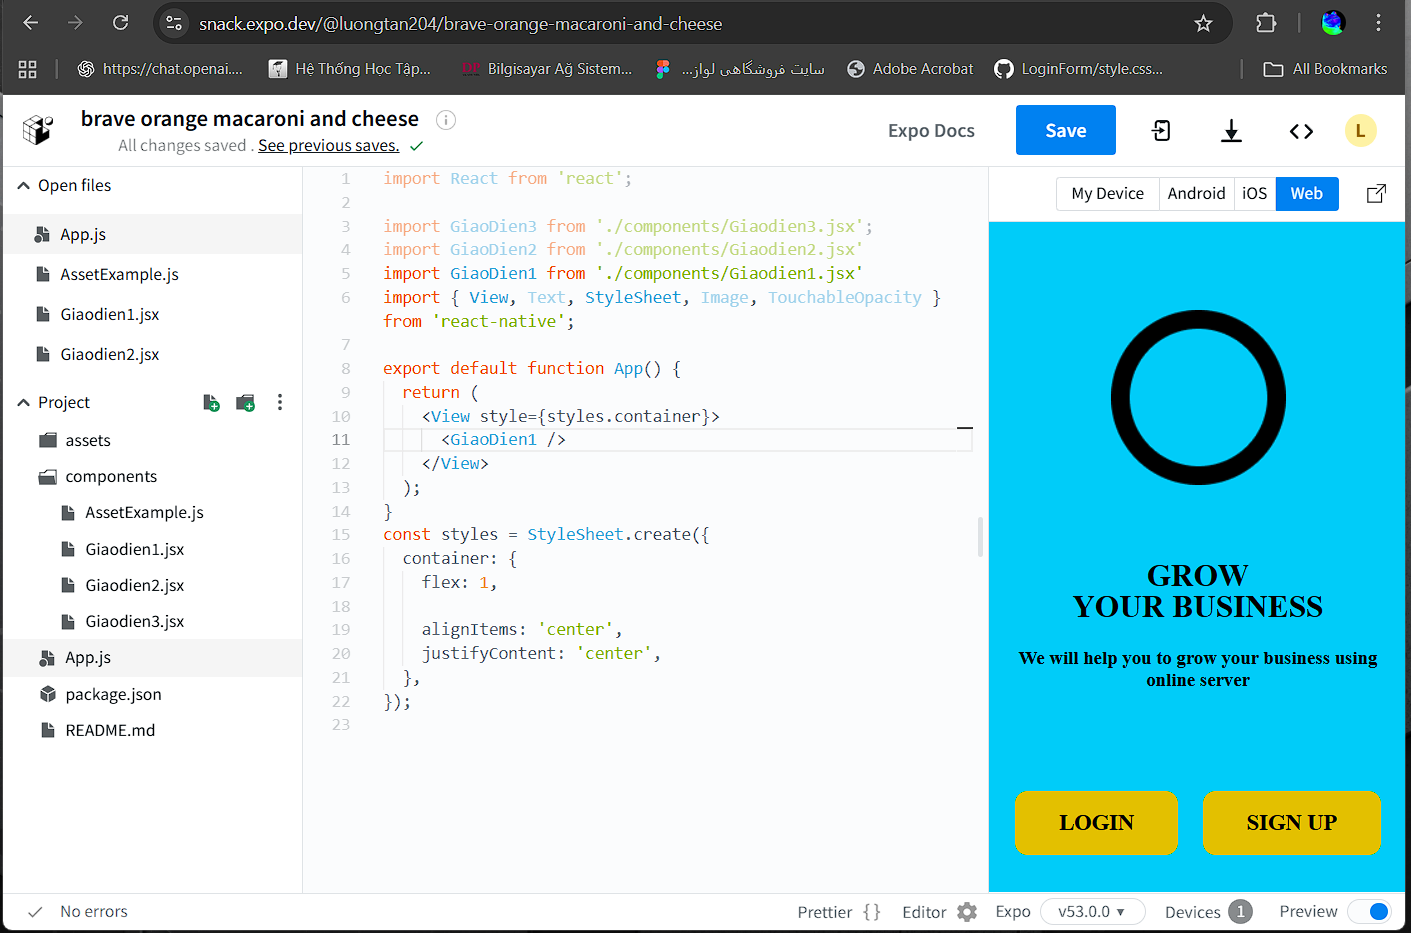 snack.expo.dev/@luongtan204/brave-orange-macaroni-and-cheese
https://chat.openai....
Hệ Thống Học Tập...
Bilgisayar Ağ Sistem...
سایت فروشگاهی لواز...
Adobe Acrobat
LoginForm/style.css...
All Bookmarks
brave orange macaroni and cheese
All changes saved . See previous saves.
Expo Docs
Save
L
Open files
App.js
AssetExample.js
Giaodien1.jsx
Giaodien2.jsx
Project
assets
components
AssetExample.js
Giaodien1.jsx
Giaodien2.jsx
Giaodien3.jsx
App.js
package.json
README.md
1 import React from 'react';
2
3 import GiaoDien3 from './components/Giaodien3.jsx';
4 import GiaoDien2 from './components/Giaodien2.jsx'
5 import GiaoDien1 from './components/Giaodien1.jsx'
6 import { View, Text, StyleSheet, Image, TouchableOpacity }
from 'react-native';
7
8 export default function App() {
9 return (
10 <View style={styles.container}>
11 <GiaoDien1 />
12 </View>
13 );
14 }
15 const styles = StyleSheet.create({
16 container: {
17 flex: 1,
18
19 alignItems: 'center',
20 justifyContent: 'center',
21 },
22 });
23
My Device
Android
iOS
Web
GROW
YOUR BUSINESS
We will help you to grow your business using
online server
LOGIN
SIGN UP
No errors
Prettier { }
Editor
Expo
v53.0.0
Devices 1
Preview